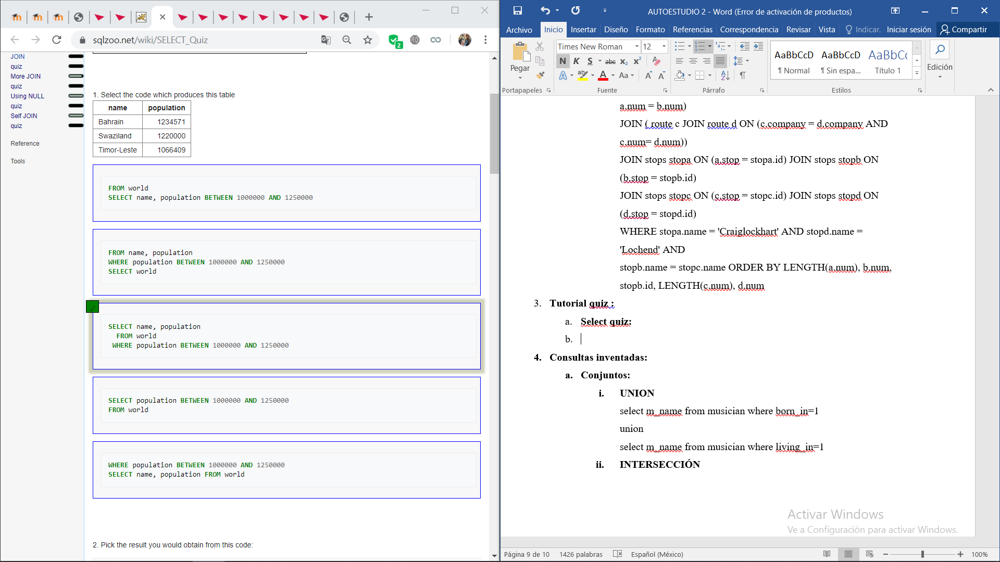 sqlzoo.net/wiki/SELECT_Quiz
2
JOIN
quiz
More JOIN
quiz
Using NULL
quiz
Self JOIN
quiz
Reference
Tools
1. Select the code which produces this table
name population
Bahrain 1234571
Swaziland 1220000
Timor-Leste 1066409
FROM world
SELECT name, population BETWEEN 1000000 AND 1250000
FROM name, population
WHERE population BETWEEN 1000000 AND 1250000
SELECT world
SELECT name, population
FROM world
WHERE population BETWEEN 1000000 AND 1250000
SELECT population BETWEEN 1000000 AND 1250000
FROM world
WHERE population BETWEEN 1000000 AND 1250000
SELECT name, population FROM world
2. Pick the result you would obtain from this code:
AUTOESTUDIO 2 - Word (Error de activación de productos)
Archivo Inicio Insertar Diseño Formato Referencias Correspondencia Revisar Vista Indicar. Iniciar sesión Compartir
Pegar
Times New Roman 12
N K S abc x₂ x²
A aby A Aa A A
AaBbCcD AaBbCcD AaBbCc
¶ Normal ¶ Sin espa... Título 1
Edición
Portapapeles Fuente Párrafo Estilos
a.num = b.num)
JOIN ( route c JOIN route d ON (c.company = d.company AND
c.num= d.num))
JOIN stops stopa ON (a.stop = stopa.id) JOIN stops stopb ON
(b.stop = stopb.id)
JOIN stops stopc ON (c.stop = stopc.id) JOIN stops stopd ON
(d.stop = stopd.id)
WHERE stopa.name = 'Craiglockhart' AND stopd.name =
'Lochend' AND
stopb.name = stopc.name ORDER BY LENGTH(a.num), b.num,
stopb.id, LENGTH(c.num), d.num
3. Tutorial quiz :
a. Select quiz:
b.
4. Consultas inventadas:
a. Conjuntos:
i. UNION
select m_name from musician where born_in=1
union
select m_name from musician where living_in=1
ii. INTERSECCIÓN
Activar Windows
Ve a Configuración para activar Windows.
Página 9 de 10 1426 palabras Español (México) 100%